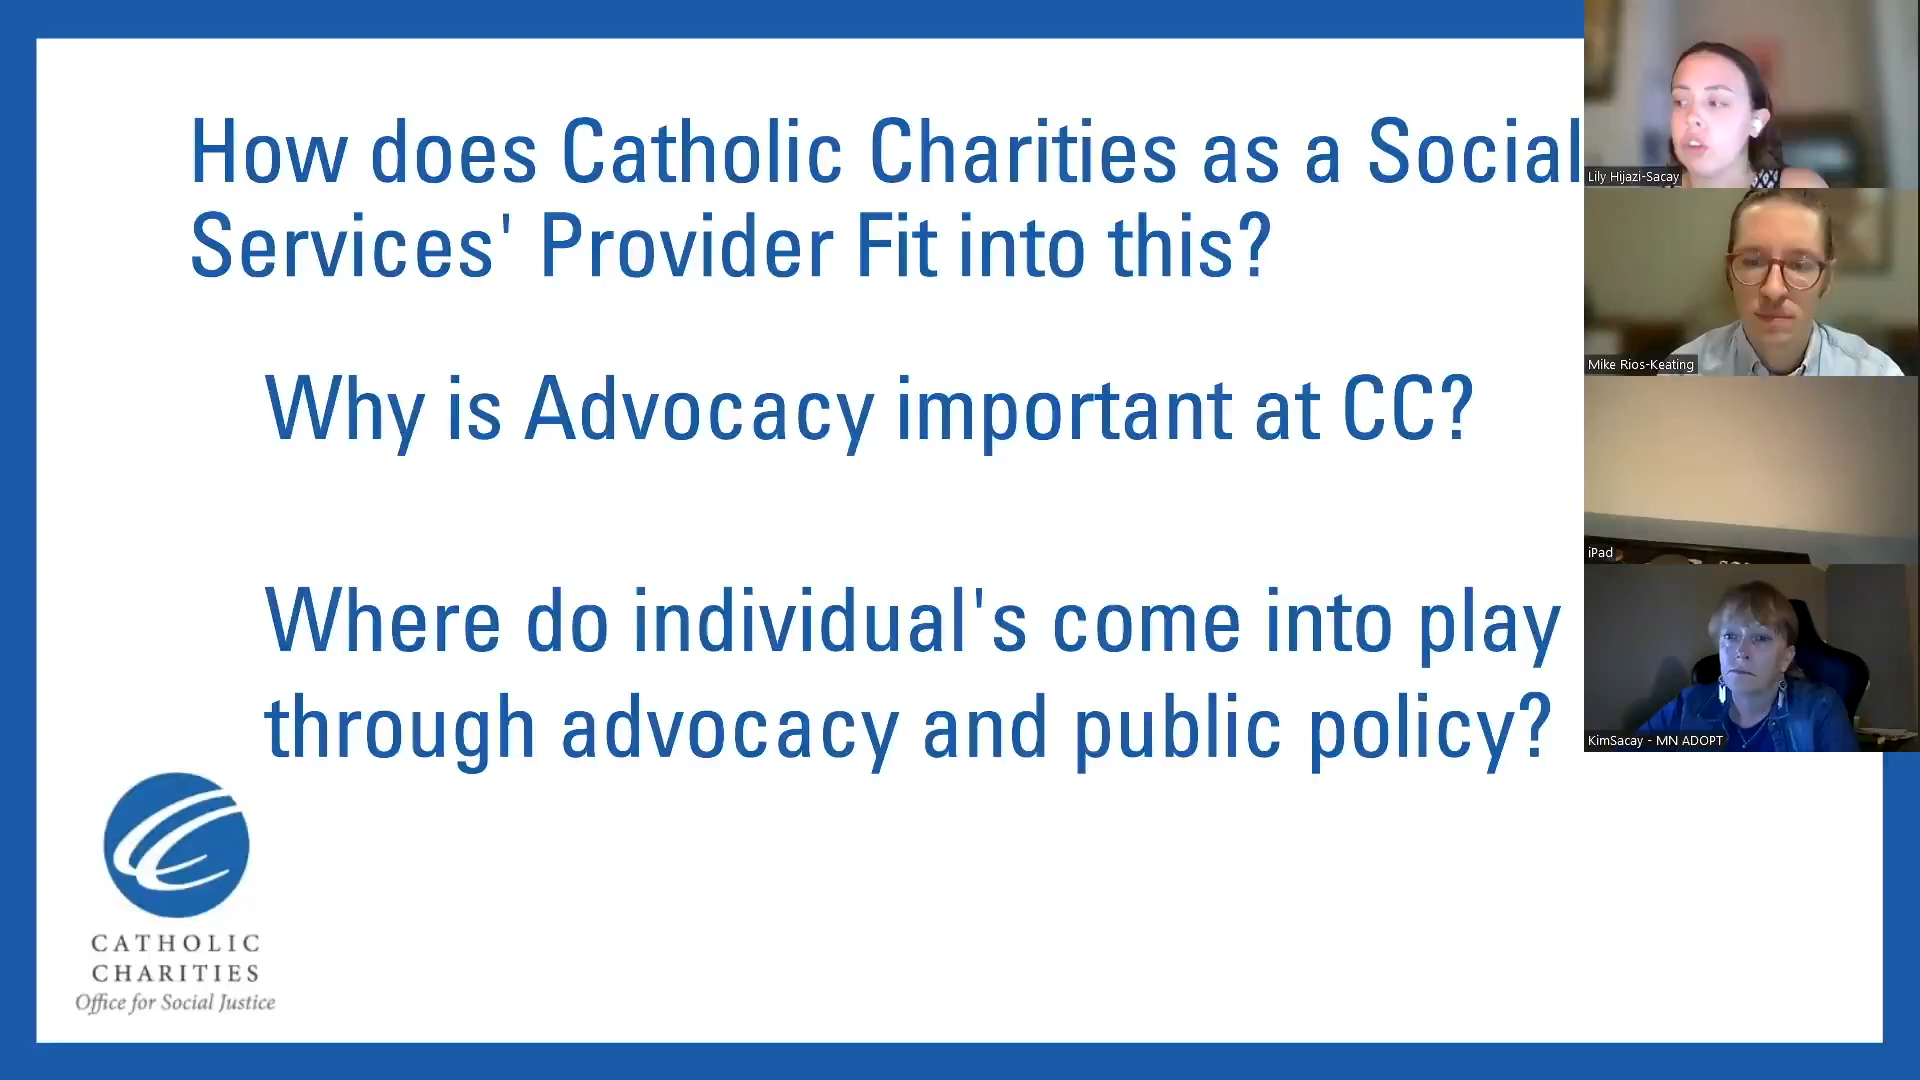 How does Catholic Charities as a Social
Services' Provider Fit into this?
Why is Advocacy important at CC?
Where do individual's come into play
through advocacy and public policy?
CATHOLIC
CHARITIES
Office for Social Justice
Lily Hijazi-Sacay
Mike Rios-Keating
iPad
KimSacay - MN ADOPT